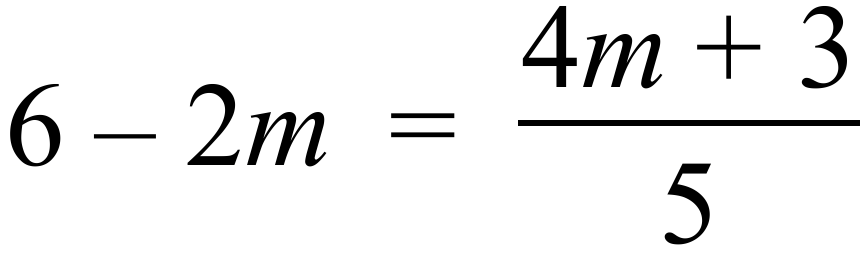 6 − 2m = (4m + 3)/5